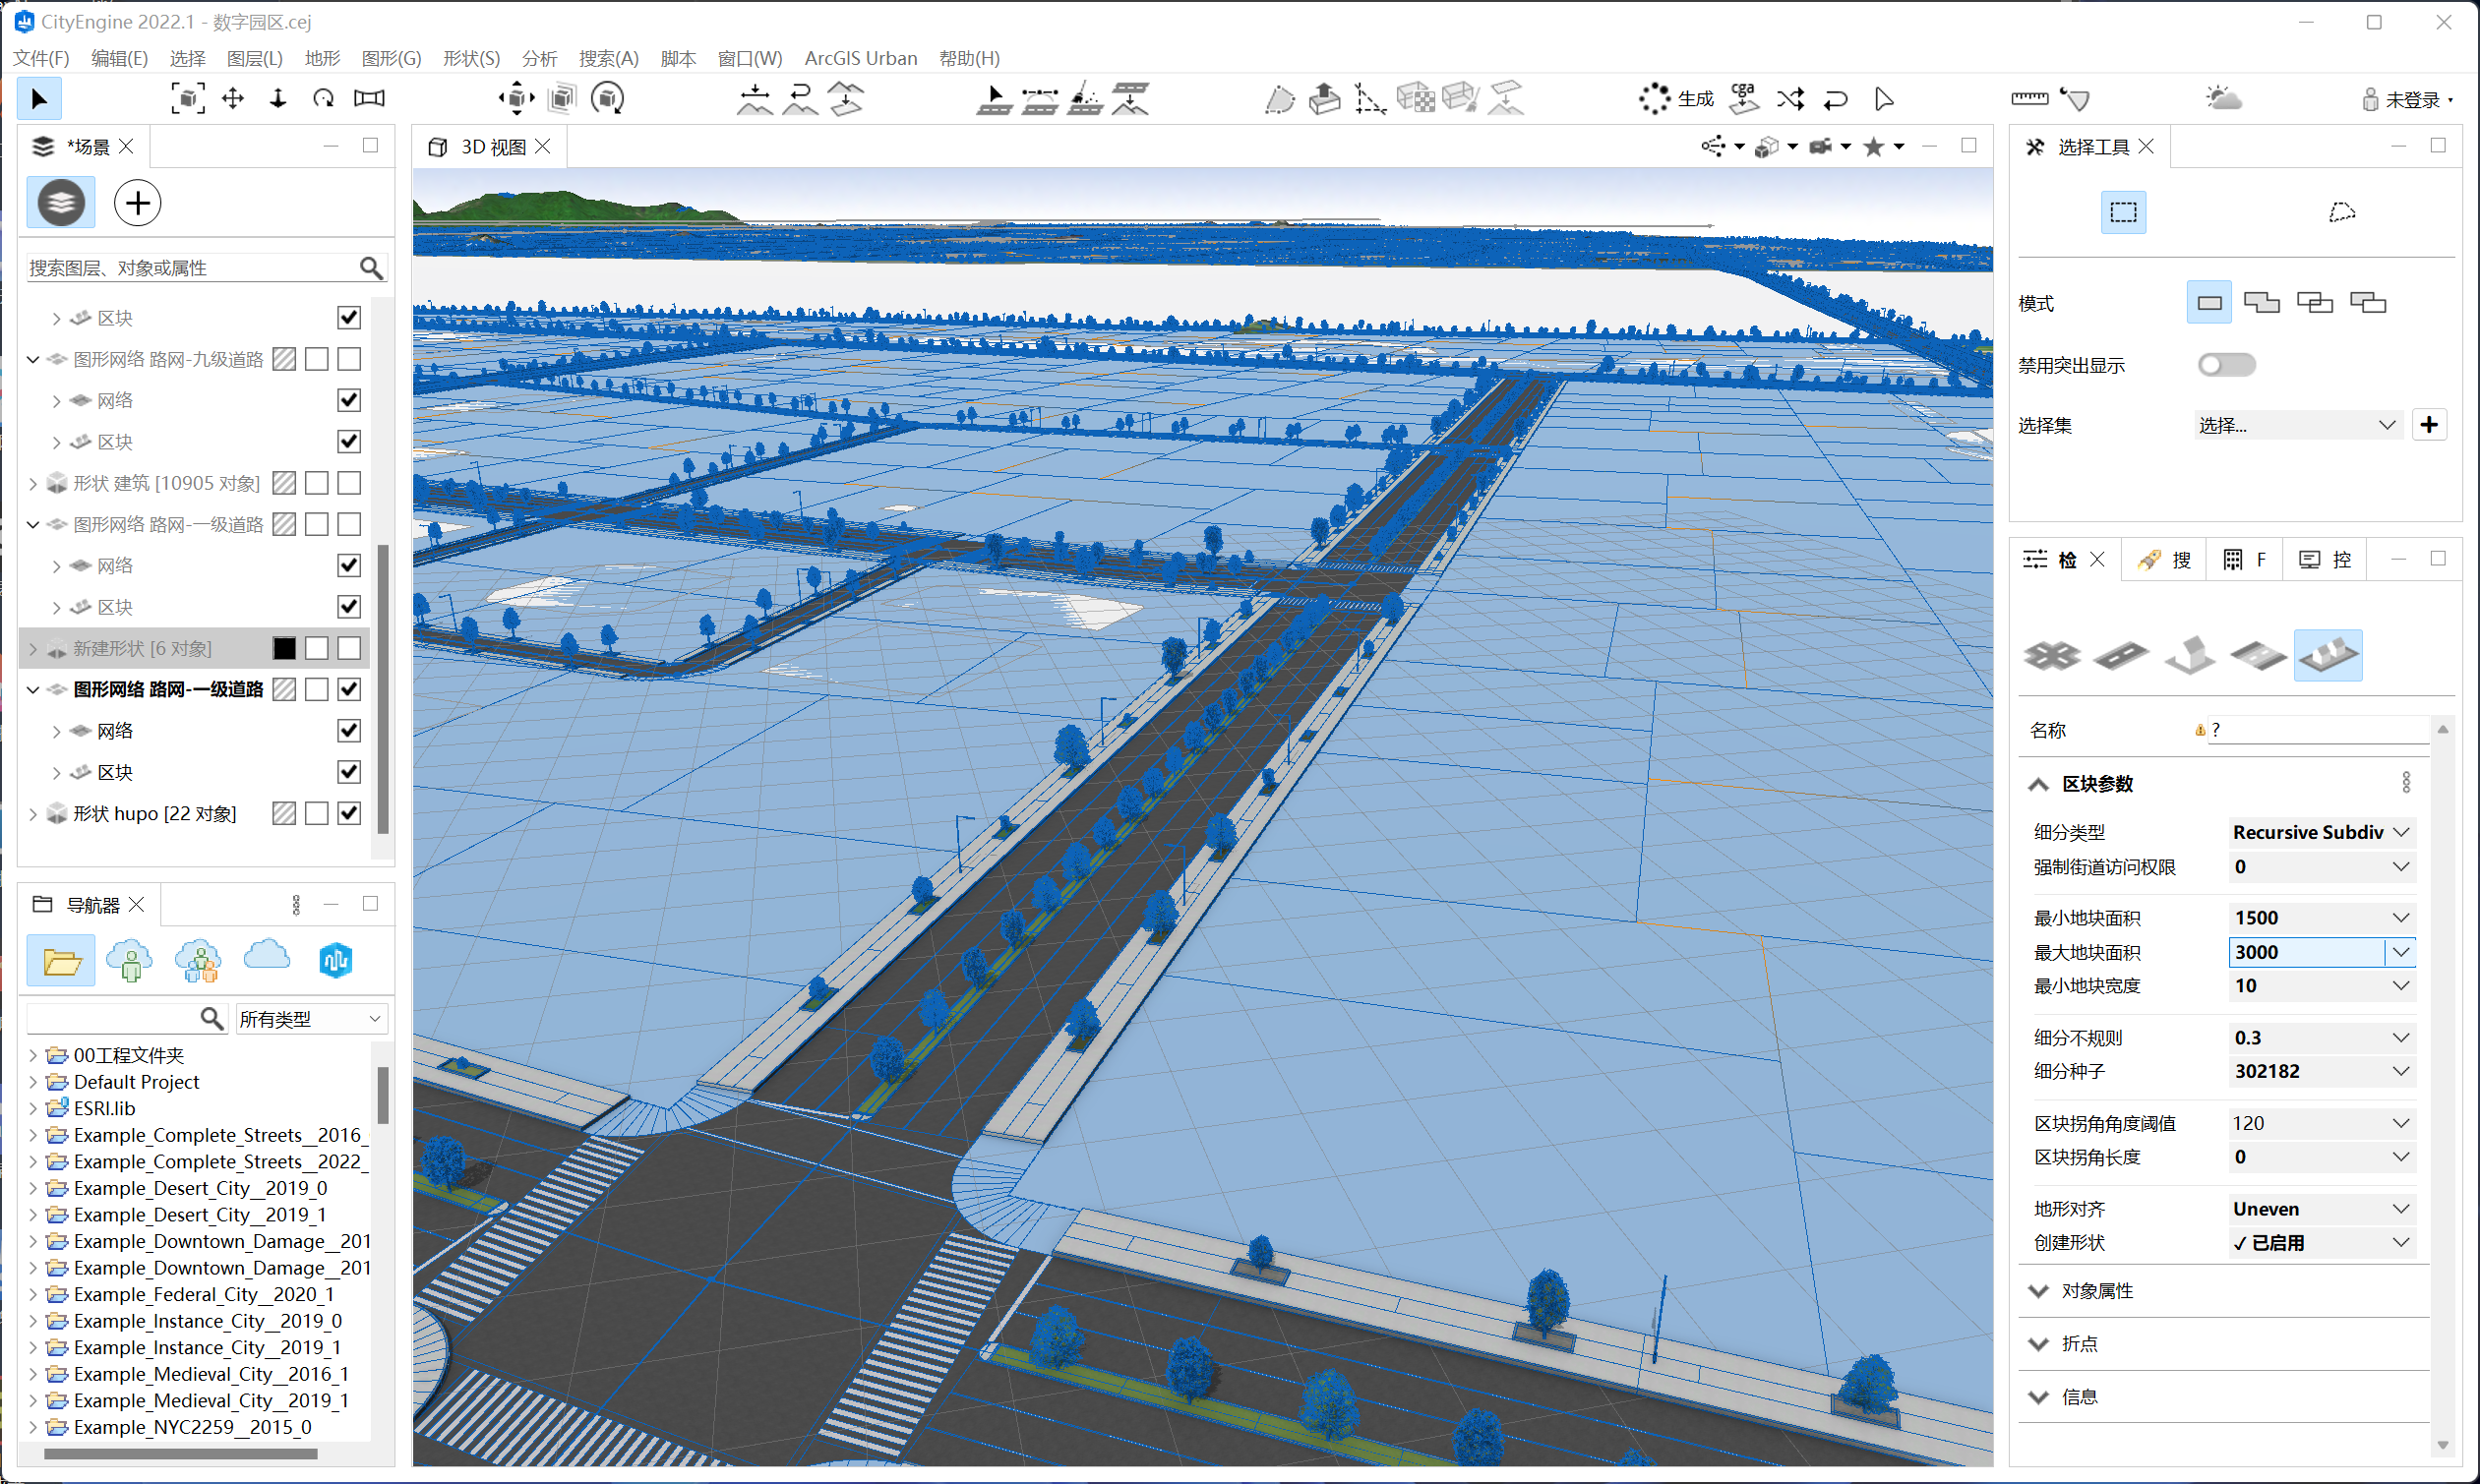 CityEngine 2022.1 - 数字园区.cej
文件(F) 编辑(E) 选择 图层(L) 地形 图形(G) 形状(S) 分析 搜索(A) 脚本 窗口(W) ArcGIS Urban 帮助(H)
生成
cga
未登录
*场景
搜索图层、对象或属性
区块
图形网络 路网-九级道路
网络
区块
形状 建筑 [10905 对象]
图形网络 路网-一级道路
网络
区块
新建形状 [6 对象]
图形网络 路网-一级道路
网络
区块
形状 hupo [22 对象]
导航器
所有类型
00工程文件夹
Default Project
ESRI.lib
Example_Complete_Streets__2016_
Example_Complete_Streets__2022_
Example_Desert_City__2019_0
Example_Desert_City__2019_1
Example_Downtown_Damage__201
Example_Downtown_Damage__201
Example_Federal_City__2020_1
Example_Instance_City__2019_0
Example_Instance_City__2019_1
Example_Medieval_City__2016_1
Example_Medieval_City__2019_1
Example_NYC2259__2015_0
3D 视图
选择工具
模式
禁用突出显示
选择集 选择...
检 搜 F 控
名称 ?
区块参数
细分类型 Recursive Subdiv
强制街道访问权限 0
最小地块面积 1500
最大地块面积 3000
最小地块宽度 10
细分不规则 0.3
细分种子 302182
区块拐角角度阈值 120
区块拐角长度 0
地形对齐 Uneven
创建形状 ✓ 已启用
对象属性
折点
信息